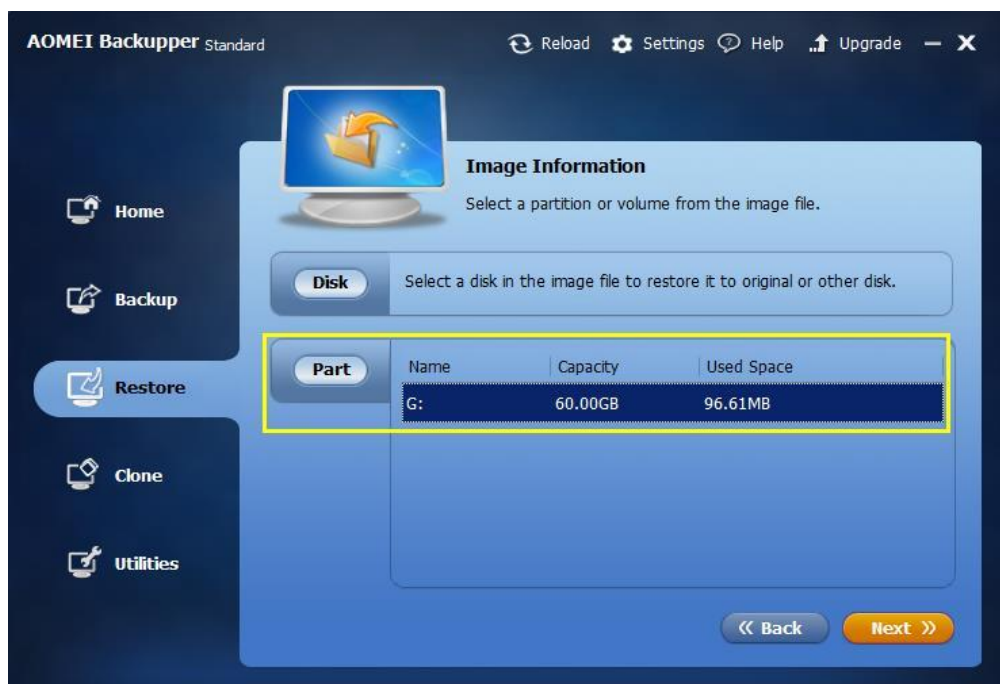 AOMEI Backupper Standard Reload Settings Help Upgrade
Image Information
Select a partition or volume from the image file.
Home
Disk Select a disk in the image file to restore it to original or other disk.
Backup
Part Name Capacity Used Space
Restore
G: 60.00GB 96.61MB
Clone
Utilities
Back Next